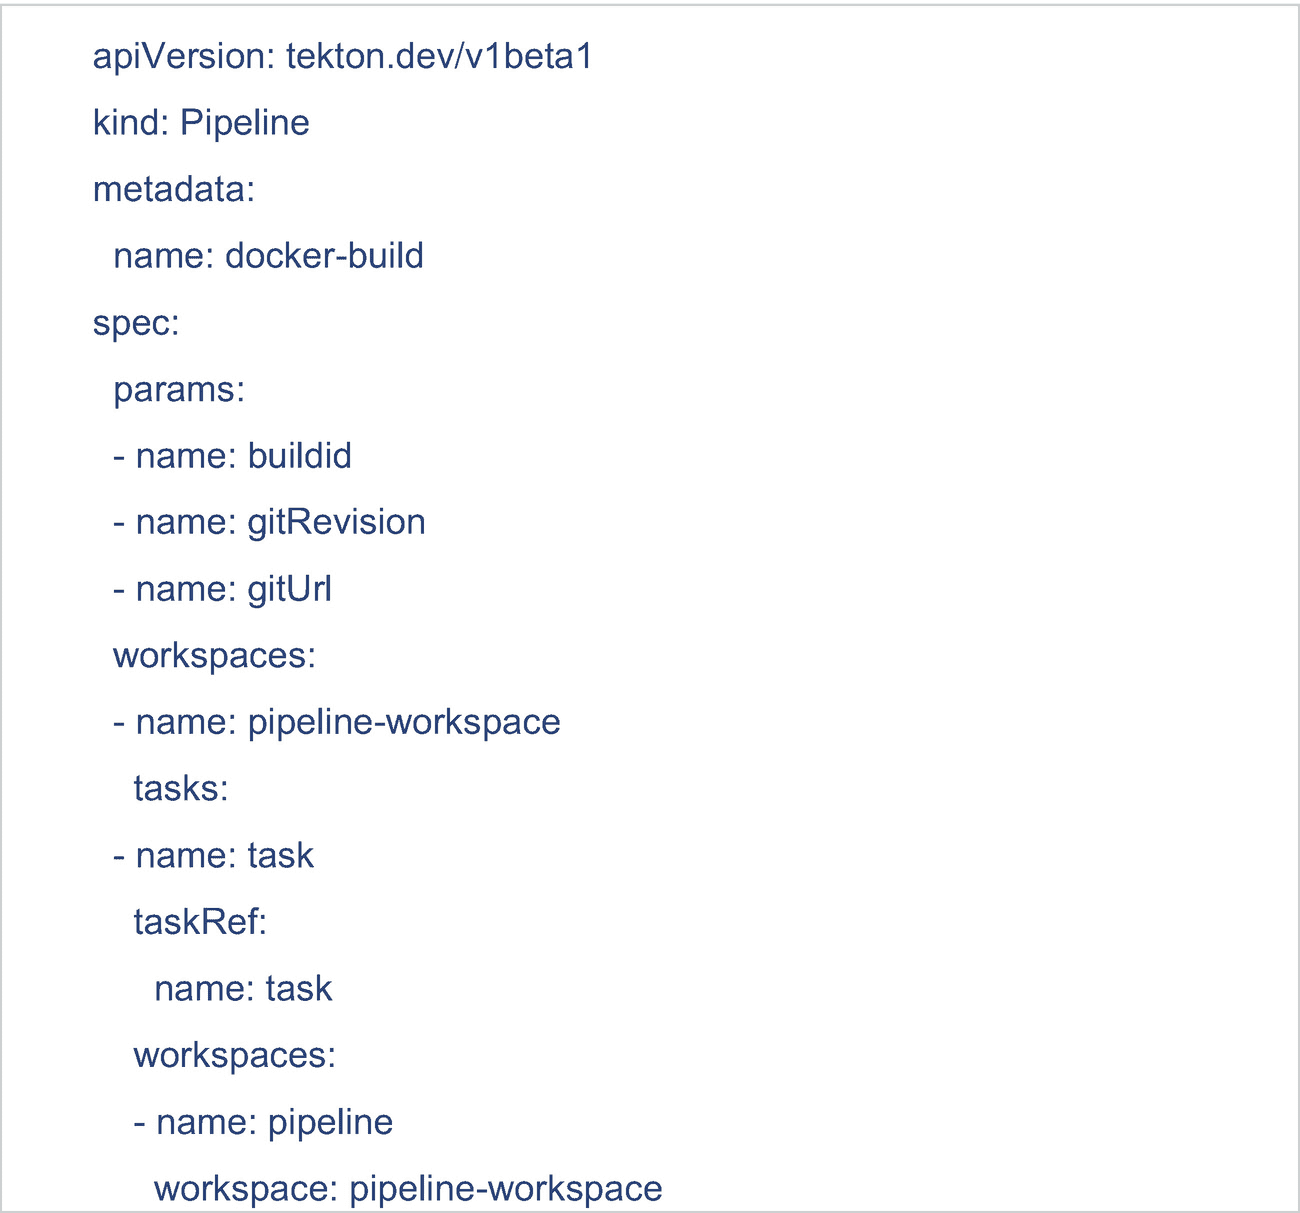 apiVersion: tekton.dev/v1beta1
kind: Pipeline
metadata:
  name: docker-build
spec:
  params:
  - name: buildid
  - name: gitRevision
  - name: gitUrl
  workspaces:
  - name: pipeline-workspace
    tasks:
  - name: task
    taskRef:
      name: task
    workspaces:
    - name: pipeline
      workspace: pipeline-workspace